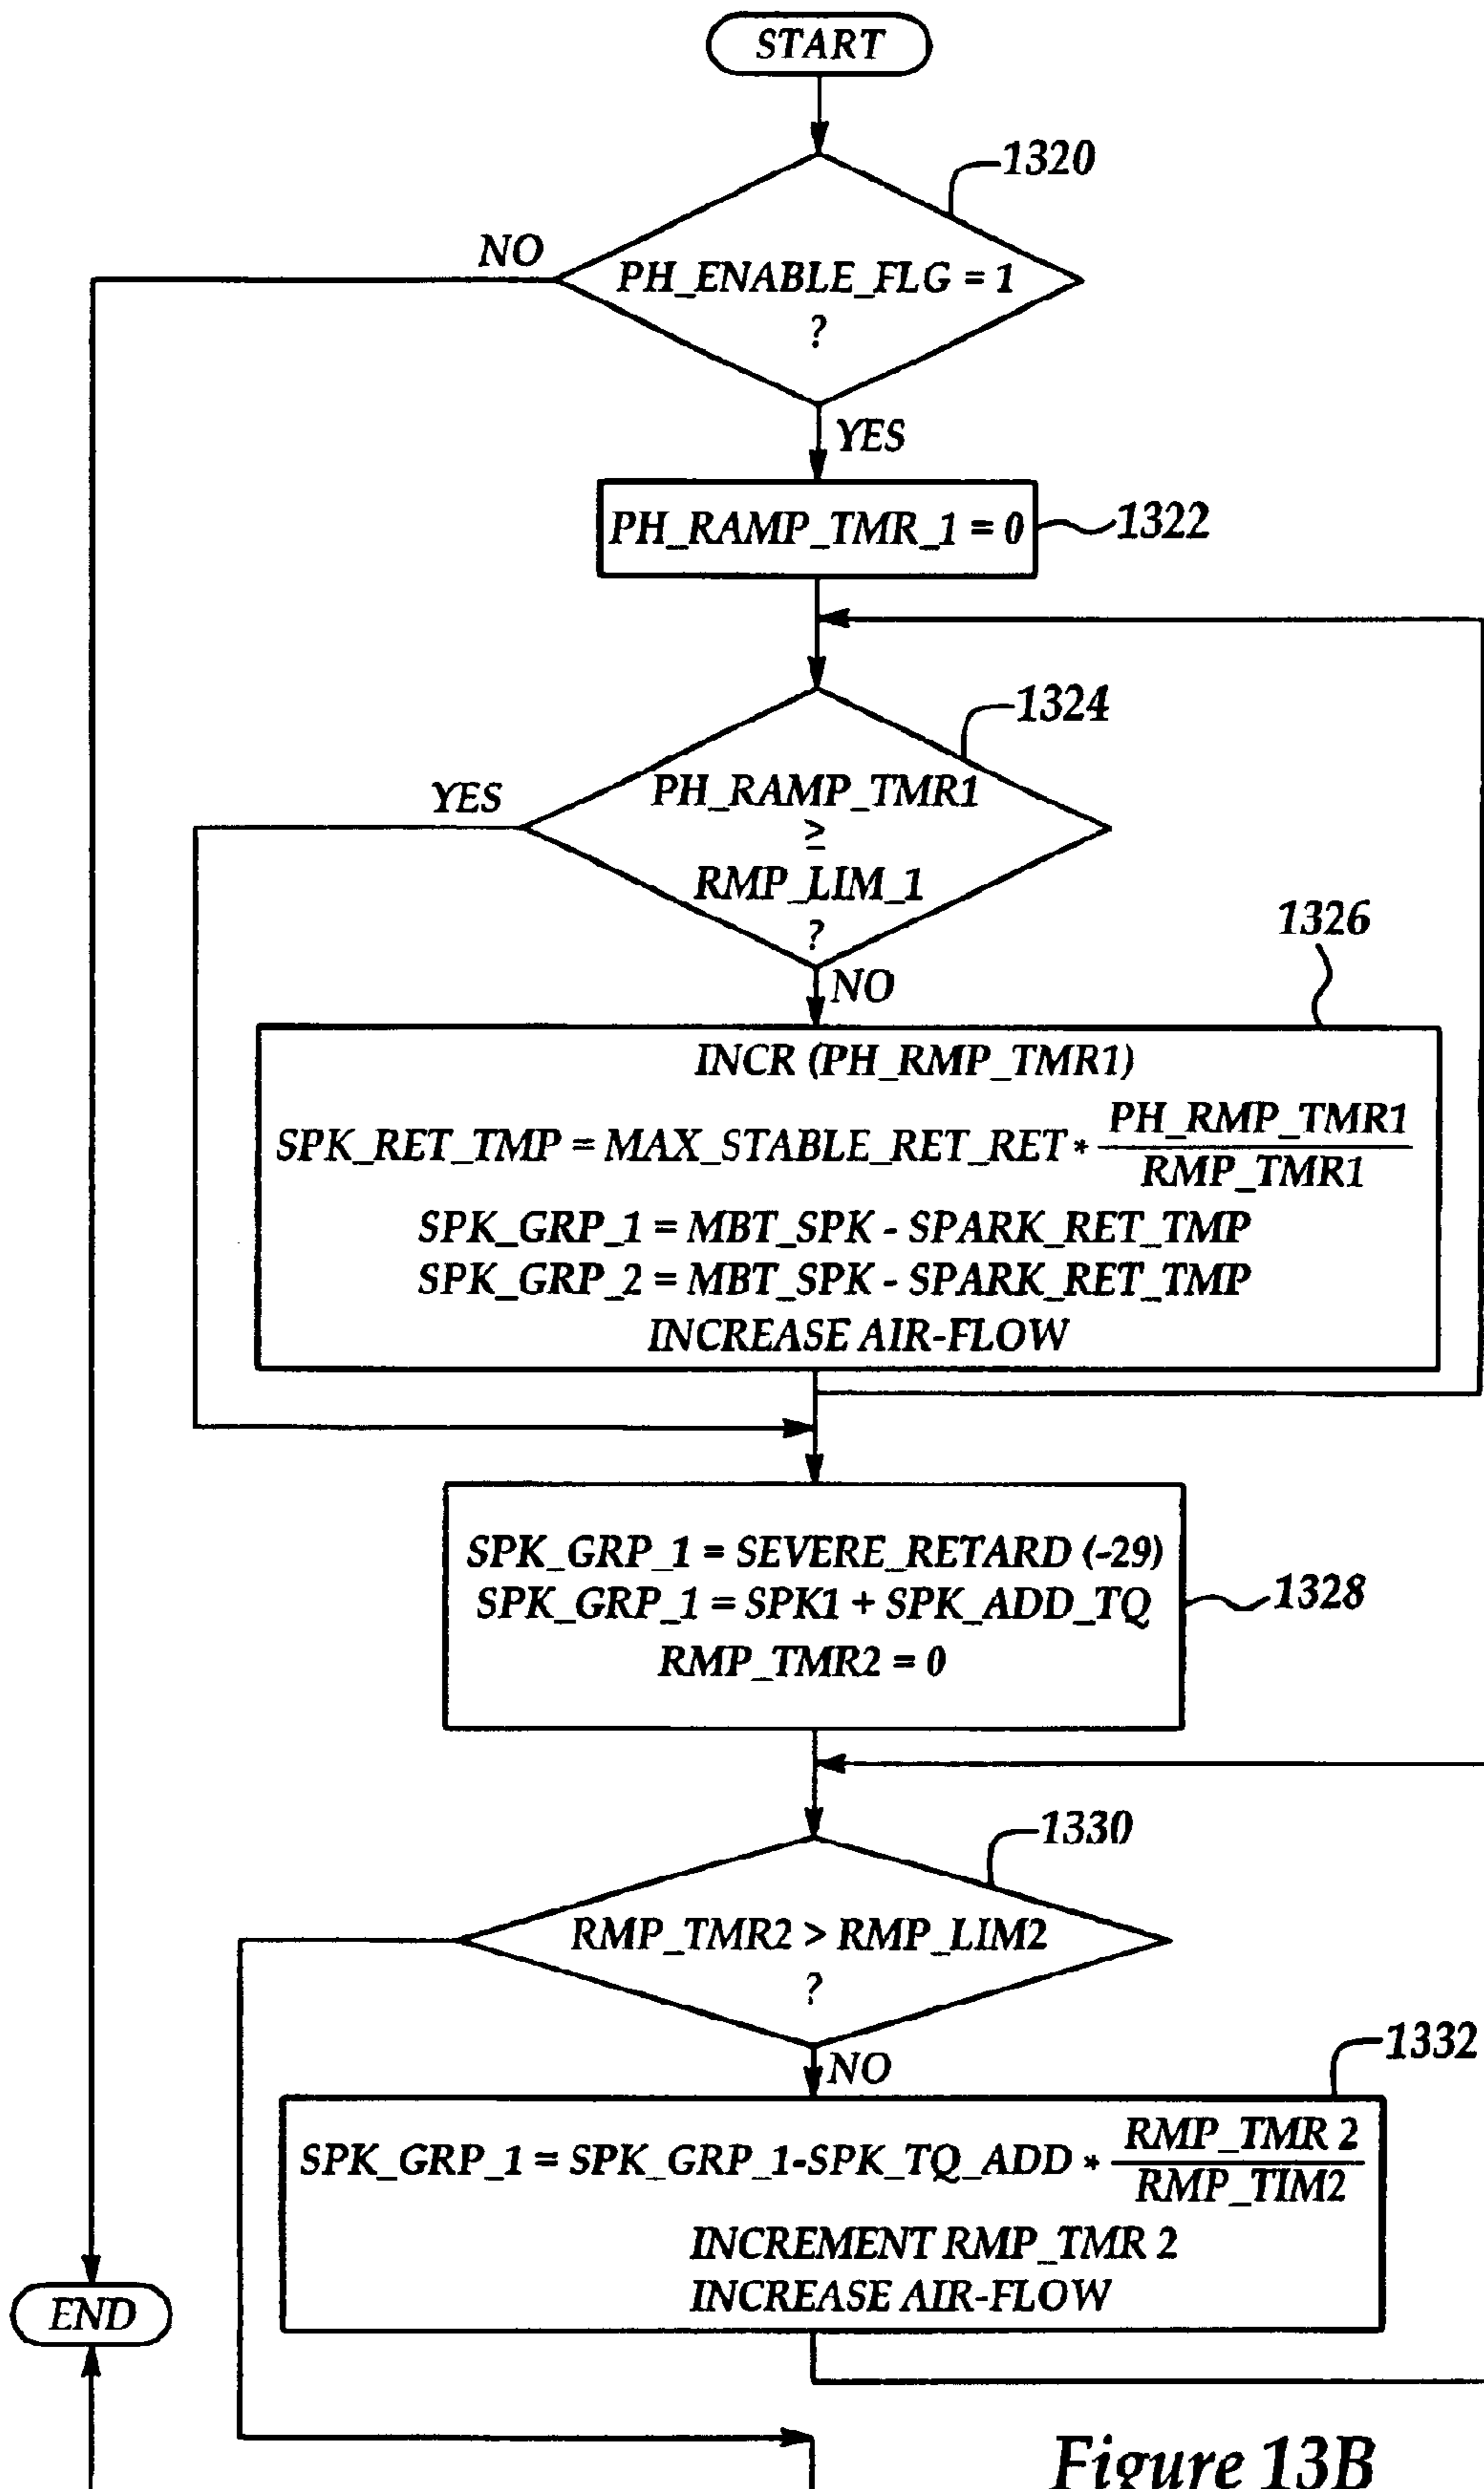 START
1320
NO
PH_ENABLE_FLG = 1
?
YES
PH_RAMP_TMR_1 = 0
1322
1324
YES
PH_RAMP_TMR1
≥
RMP_LIM_1
?
1326
NO
INCR (PH_RMP_TMR1)
SPK_RET_TMP = MAX_STABLE_RET_RET * PH_RMP_TMR1
RMP_TMR1
SPK_GRP_1 = MBT_SPK - SPARK_RET_TMP
SPK_GRP_2 = MBT_SPK - SPARK_RET_TMP
INCREASE AIR-FLOW
SPK_GRP_1 = SEVERE_RETARD (-29)
SPK_GRP_1 = SPK1 + SPK_ADD_TQ
1328
RMP_TMR2 = 0
1330
RMP_TMR2 > RMP_LIM2
?
1332
NO
SPK_GRP_1 = SPK_GRP_1-SPK_TQ_ADD * RMP_TMR 2
RMP_TIM2
INCREMENT RMP_TMR 2
INCREASE AIR-FLOW
END
Figure 13B